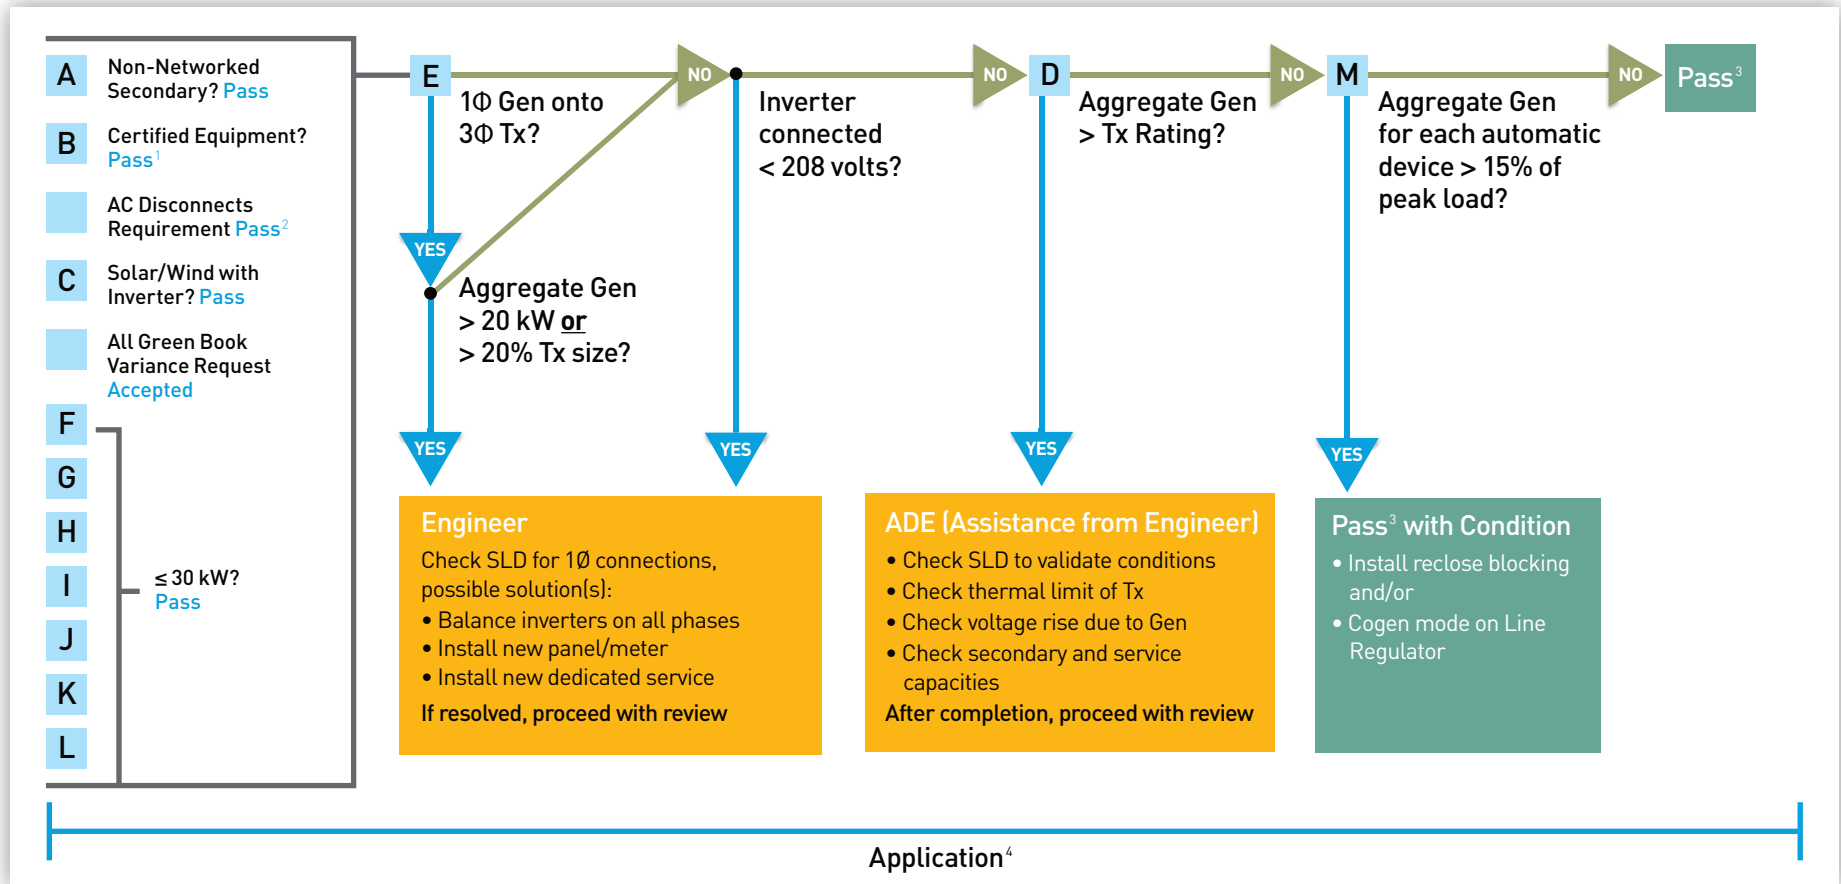 A
Non-Networked
Secondary? Pass
B
Certified Equipment?
Pass¹
AC Disconnects
Requirement Pass²
C
Solar/Wind with
Inverter? Pass
All Green Book
Variance Request
Accepted
F
G
H
I
J
K
L
≤ 30 kW?
Pass
E
1Φ Gen onto
3Φ Tx?
YES
Aggregate Gen
> 20 kW or
> 20% Tx size?
YES
NO
Inverter
connected
< 208 volts?
YES
NO
D
Aggregate Gen
> Tx Rating?
YES
NO
M
Aggregate Gen
for each automatic
device > 15% of
peak load?
YES
NO
Pass³
Engineer
Check SLD for 1Ø connections,
possible solution(s):
• Balance inverters on all phases
• Install new panel/meter
• Install new dedicated service
If resolved, proceed with review
ADE (Assistance from Engineer)
• Check SLD to validate conditions
• Check thermal limit of Tx
• Check voltage rise due to Gen
• Check secondary and service
capacities
After completion, proceed with review
Pass³ with Condition
• Install reclose blocking
and/or
• Cogen mode on Line
Regulator
Application⁴